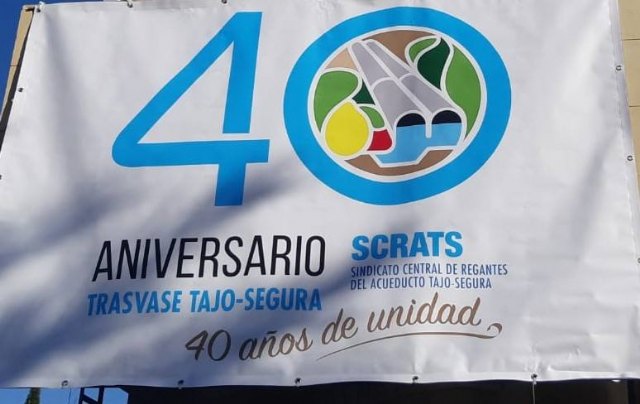 40
ANIVERSARIO
TRASVASE TAJO-SEGURA
SCRATS
SINDICATO CENTRAL DE REGANTES
DEL ACUEDUCTO TAJO-SEGURA
40 años de unidad